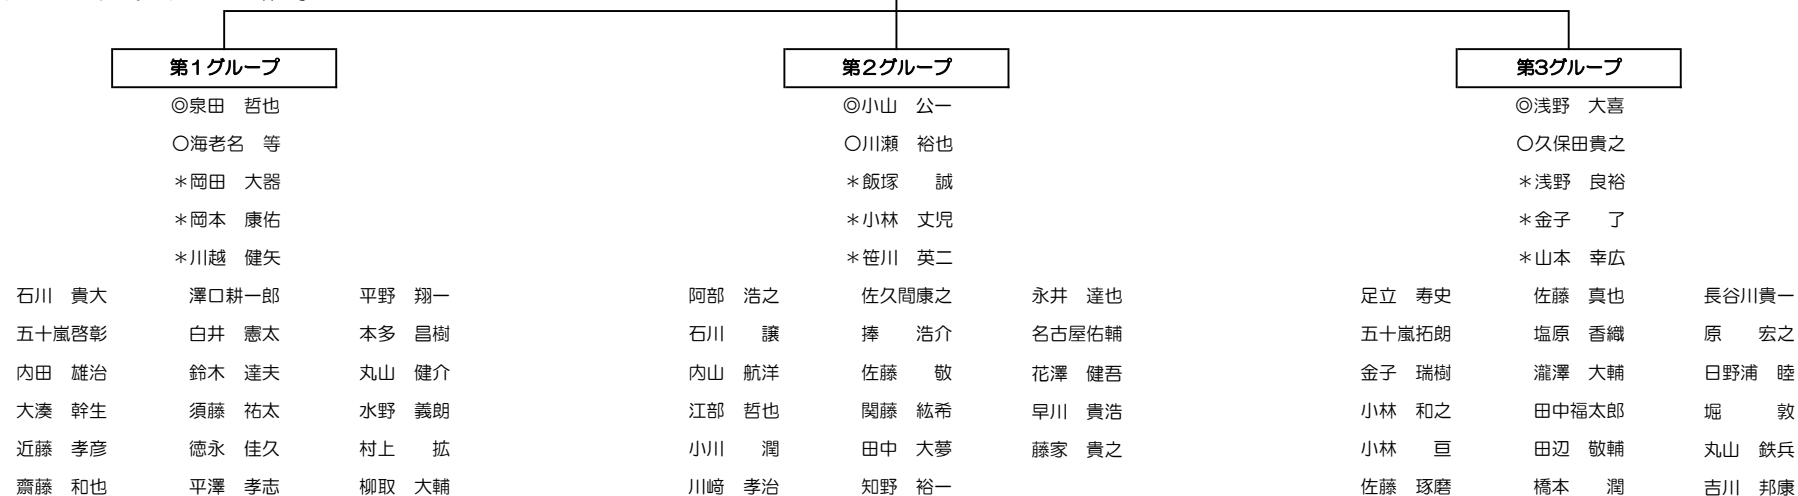 第1グループ　第2グループ　第3グループ
◎泉田　哲也　◎小山　公一　◎浅野　大喜
〇海老名　等　〇川瀬　裕也　〇久保田貴之
＊岡田　大器　＊飯塚　　誠　＊浅野　良裕
＊岡本　康佑　＊小林　丈児　＊金子　　了
＊川越　健矢　＊笹川　英二　＊山本　幸広
石川　貴大　澤口耕一郎　平野　翔一　阿部　浩之　佐久間康之　永井　達也　足立　寿史　佐藤　真也　長谷川貴一
五十嵐啓彰　白井　憲太　本多　昌樹　石川　　譲　捧　　浩介　名古屋佑輔　五十嵐拓朗　塩原　香織　原　　宏之
内田　雄治　鈴木　達夫　丸山　健介　内山　航洋　佐藤　　敬　花澤　健吾　金子　瑞樹　瀧澤　大輔　日野浦　睦
大湊　幹生　須藤　祐太　水野　義朗　江部　哲也　関藤　紘希　早川　貴浩　小林　和之　田中福太郎　堀　　　敦
近藤　孝彦　徳永　佳久　村上　　拡　小川　　潤　田中　大夢　藤家　貴之　小林　　亘　田辺　敬輔　丸山　鉄兵
齋藤　和也　平澤　孝志　柳取　大輔　川﨑　孝治　知野　裕一　佐藤　琢磨　橋本　　潤　吉川　邦康